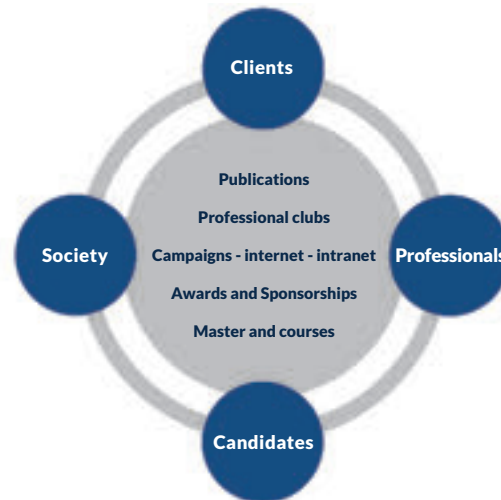 Clients
Publications
Professional clubs
Society
Campaigns - internet - intranet
Professionals
Awards and Sponsorships
Master and courses
Candidates